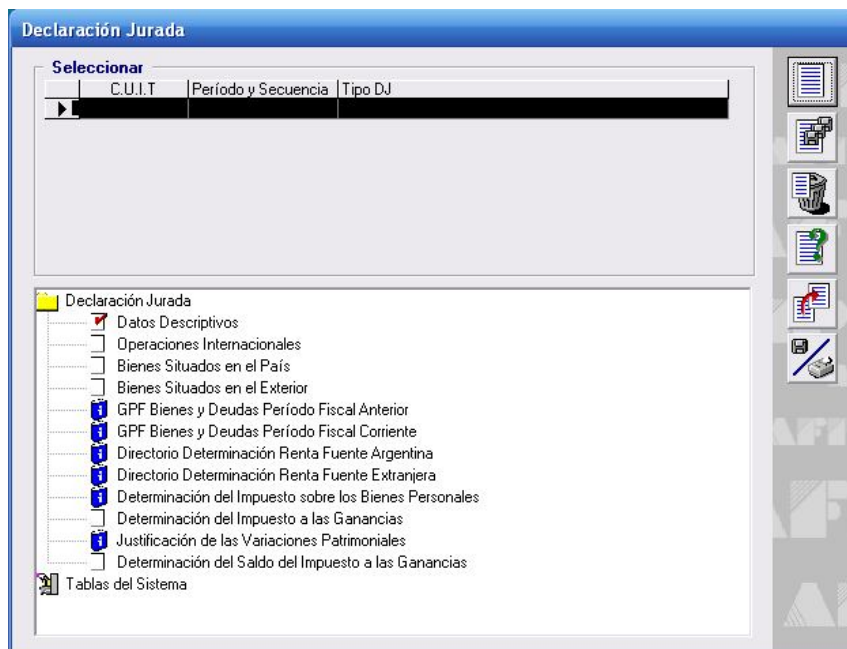 Declaración Jurada
Seleccionar
C.U.I.T Período y Secuencia Tipo DJ
Declaración Jurada
Datos Descriptivos
Operaciones Internacionales
Bienes Situados en el País
Bienes Situados en el Exterior
GPF Bienes y Deudas Período Fiscal Anterior
GPF Bienes y Deudas Período Fiscal Corriente
Directorio Determinación Renta Fuente Argentina
Directorio Determinación Renta Fuente Extranjera
Determinación del Impuesto sobre los Bienes Personales
Determinación del Impuesto a las Ganancias
Justificación de las Variaciones Patrimoniales
Determinación del Saldo del Impuesto a las Ganancias
Tablas del Sistema